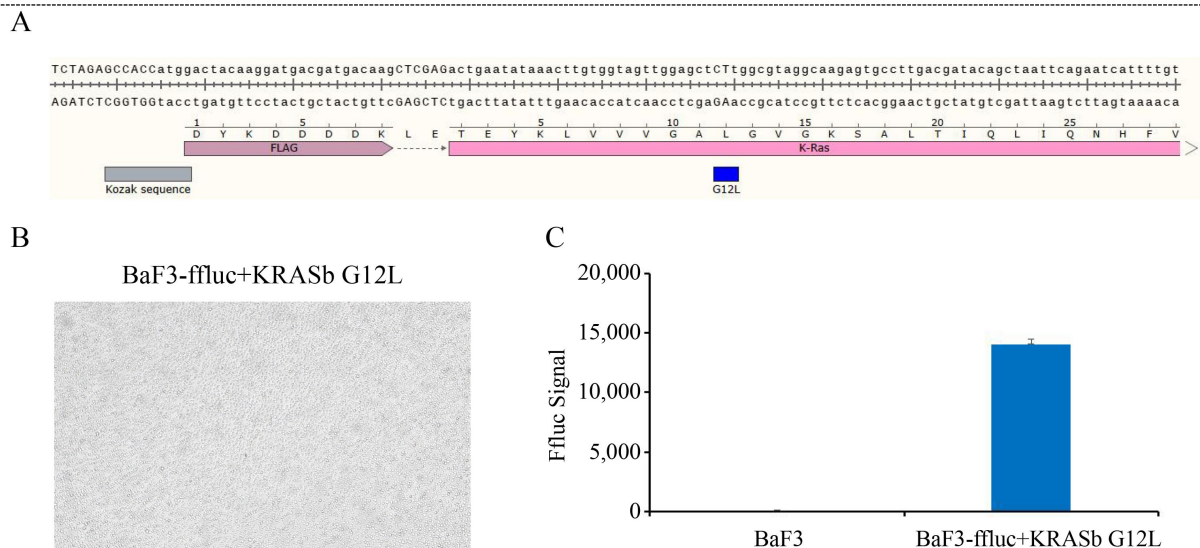 A
TCTAGAGCCACCatggactacaaggatgacgatgacaagCTCGAGactgaatataaacttgtggtagttggagctCTtggcgtaggcaagagtgccttgacgatacagctaattcagaatcattttgt
AGATCTCGGTGGtacctgatgttcctactgctactgttcGAGCTCtgacttatatttgaacaccatcaacctcgaGAaccgcatccgttctcacggaactgctatgtcgattaagtcttagtaaaaca
1 5 5 10 15 20 25
D Y K D D D D K L E T E Y K L V V V G A L G V G K S A L T I Q L I Q N H F V
FLAG K-Ras
Kozak sequence G12L
B
BaF3-ffluc+KRASb G12L
C
20,000
15,000
10,000
5,000
0
Ffluc Signal
BaF3 BaF3-ffluc+KRASb G12L